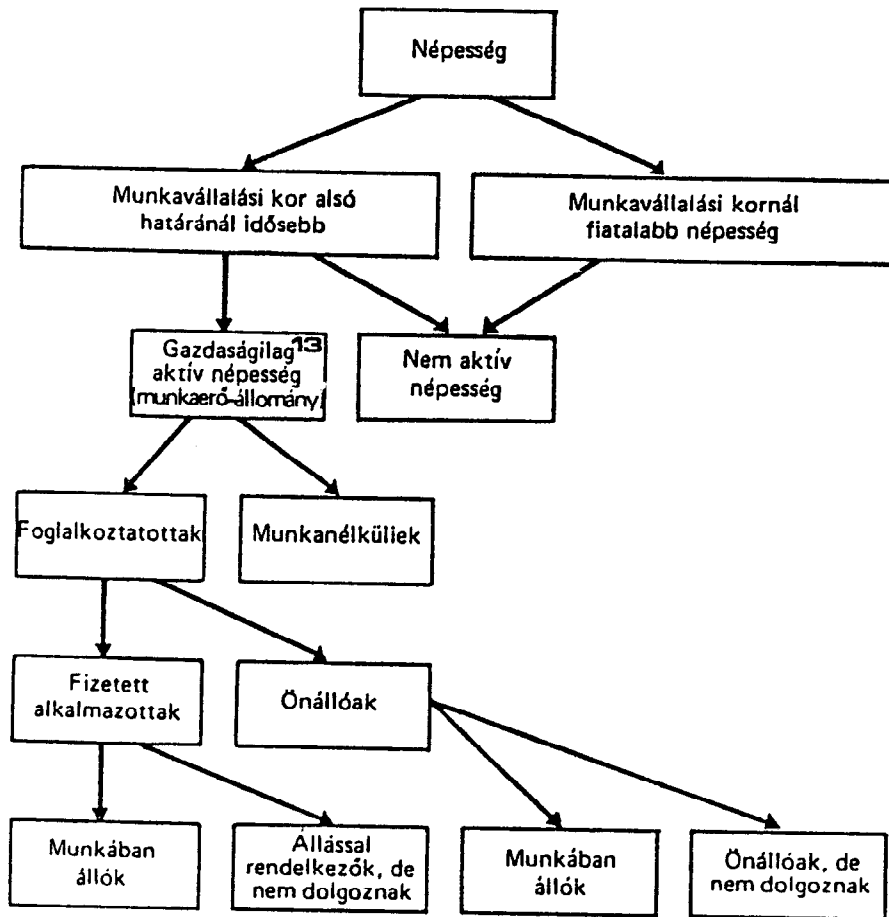 Népesség
Munkavállalási kor alsó
határánál idősebb
Munkavállalási kornál
fiatalabb népesség
Gazdaságilag13
aktív népesség
(munkaerő-állomány)
Nem aktív
népesség
Foglalkoztatottak
Munkanélküliek
Fizetett
alkalmazottak
Önállóak
Munkában
állók
Állással
rendelkezők, de
nem dolgoznak
Munkában
állók
Önállóak, de
nem dolgoznak